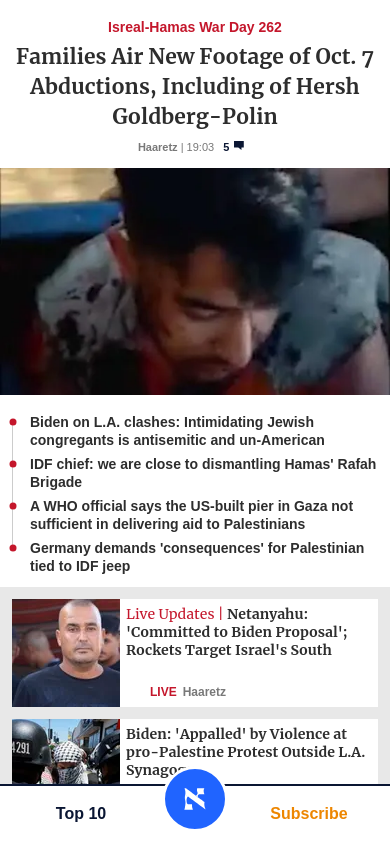 Isreal-Hamas War Day 262
Families Air New Footage of Oct. 7
Abductions, Including of Hersh
Goldberg-Polin
Haaretz | 19:03 5
Biden on L.A. clashes: Intimidating Jewish
congregants is antisemitic and un-American
IDF chief: we are close to dismantling Hamas' Rafah
Brigade
A WHO official says the US-built pier in Gaza not
sufficient in delivering aid to Palestinians
Germany demands 'consequences' for Palestinian
tied to IDF jeep
Live Updates | Netanyahu:
'Committed to Biden Proposal';
Rockets Target Israel's South
LIVE Haaretz
4291
Biden: 'Appalled' by Violence at
pro-Palestine Protest Outside L.A.
Top 10
Subscribe